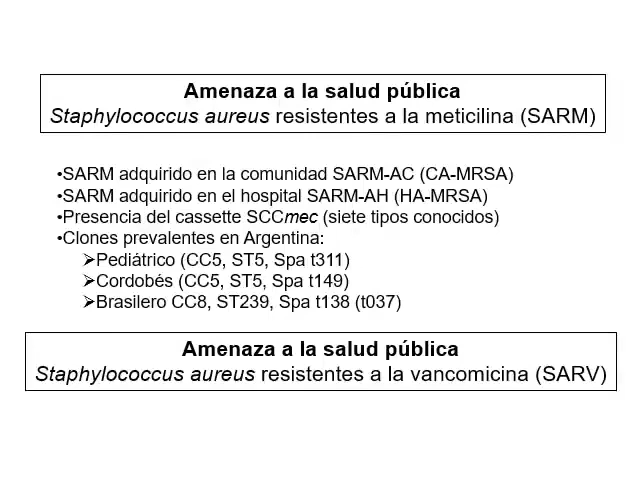 Amenaza a la salud pública
Staphylococcus aureus resistentes a la meticilina (SARM)
•SARM adquirido en la comunidad SARM-AC (CA-MRSA)
•SARM adquirido en el hospital SARM-AH (HA-MRSA)
•Presencia del cassette SCCmec (siete tipos conocidos)
•Clones prevalentes en Argentina:
➢Pediátrico (CC5, ST5, Spa t311)
➢Cordobés (CC5, ST5, Spa t149)
➢Brasilero CC8, ST239, Spa t138 (t037)
Amenaza a la salud pública
Staphylococcus aureus resistentes a la vancomicina (SARV)